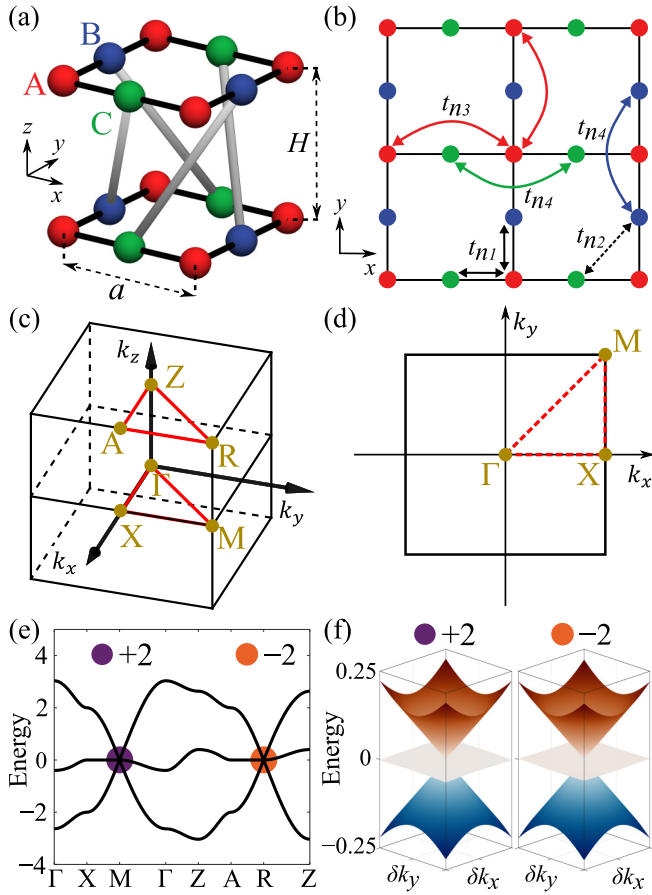 (a)
B
A
C
z
y
x
H
a
(b)
t_{n3}
t_{n4}
t_{n4}
t_{n1}
t_{n2}
y
x
(c)
k_z
Z
A
R
Γ
k_y
X
M
k_x
(d)
k_y
M
Γ
X
k_x
(e)
+2
−2
Energy
4
2
0
−2
−4
Γ X M Γ Z A R Z
(f)
+2
−2
Energy
0.25
0
−0.25
δk_y
δk_x
δk_y
δk_x